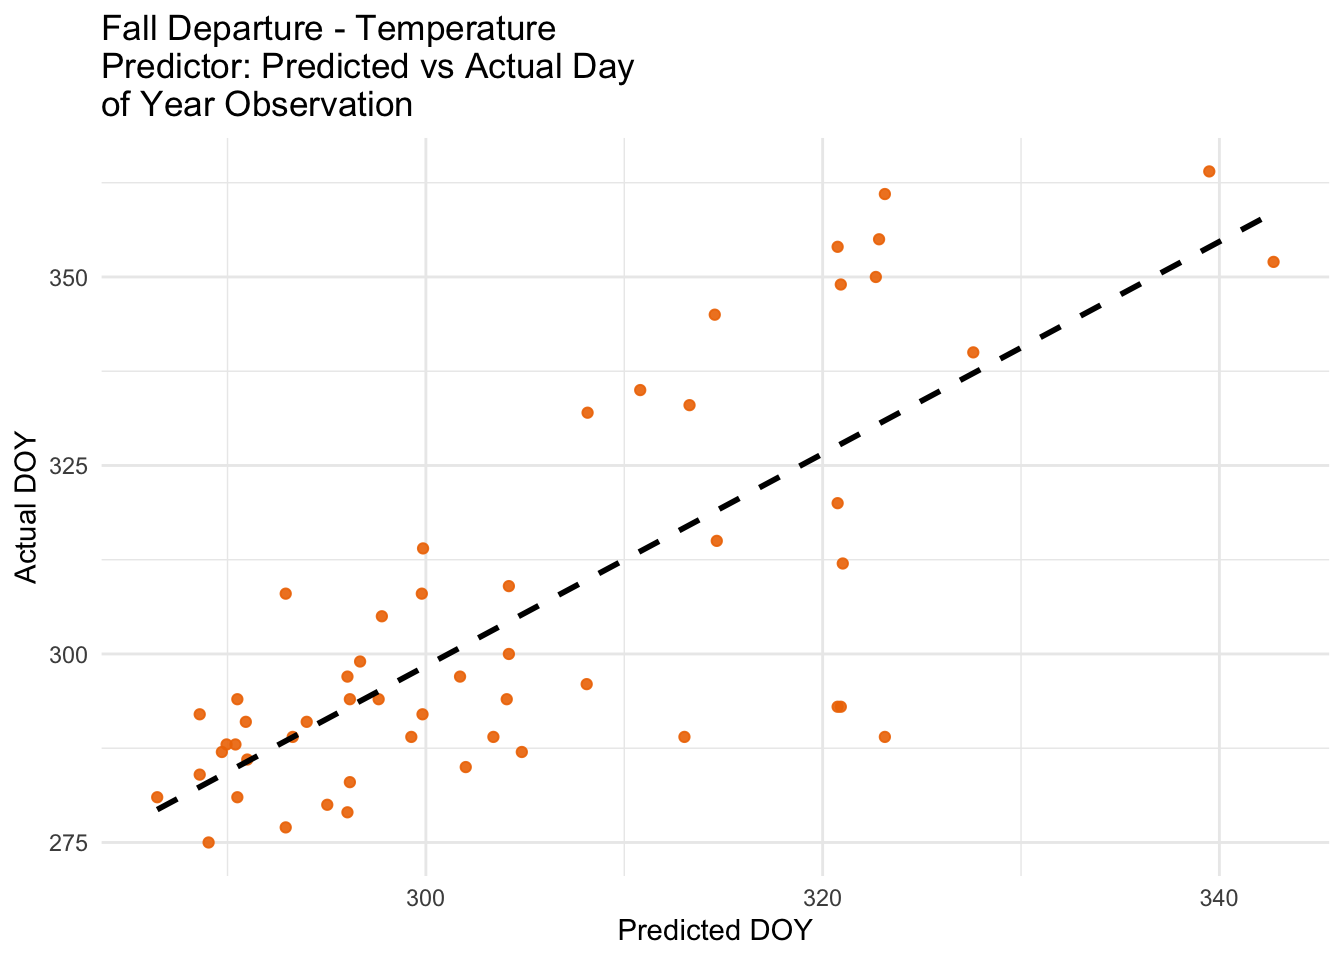 Fall Departure - Temperature
Predictor: Predicted vs Actual Day
of Year Observation
350
325
300
275
Actual DOY
300
320
340
Predicted DOY